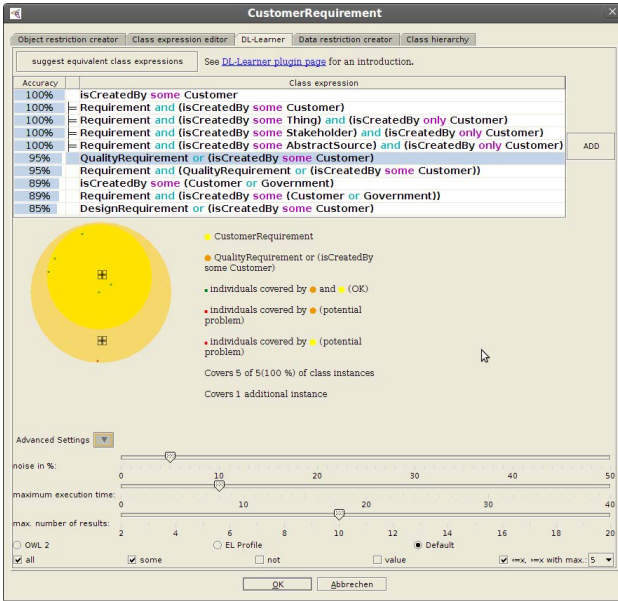 CustomerRequirement
Object restriction creator Class expression editor DL-Learner Data restriction creator Class hierarchy
suggest equivalent class expressions See DL-Learner plugin page for an introduction.
Accuracy Class expression
100% isCreatedBy some Customer
100% ⊨ Requirement and (isCreatedBy some Customer)
100% ⊨ Requirement and (isCreatedBy some Thing) and (isCreatedBy only Customer)
100% ⊨ Requirement and (isCreatedBy some Stakeholder) and (isCreatedBy only Customer)
100% ⊨ Requirement and (isCreatedBy some AbstractSource) and (isCreatedBy only Customer)
ADD
95% QualityRequirement or (isCreatedBy some Customer)
95% Requirement and (QualityRequirement or (isCreatedBy some Customer))
89% isCreatedBy some (Customer or Government)
89% Requirement and (isCreatedBy some (Customer or Government))
85% DesignRequirement or (isCreatedBy some Customer)
CustomerRequirement
QualityRequirement or (isCreatedBy
some Customer)
individuals covered by and (OK)
individuals covered by (potential
problem)
individuals covered by (potential
problem)
Covers 5 of 5(100 %) of class instances
Covers 1 additional instance
Advanced Settings
noise in %:
0 10 20 30 40 50
maximum execution time:
0 10 20 30 40
max. number of results:
2 4 6 8 10 12 14 16 18 20
OWL 2 EL Profile Default
all some not value <=x, >=x with max.: 5
OK Abbrechen